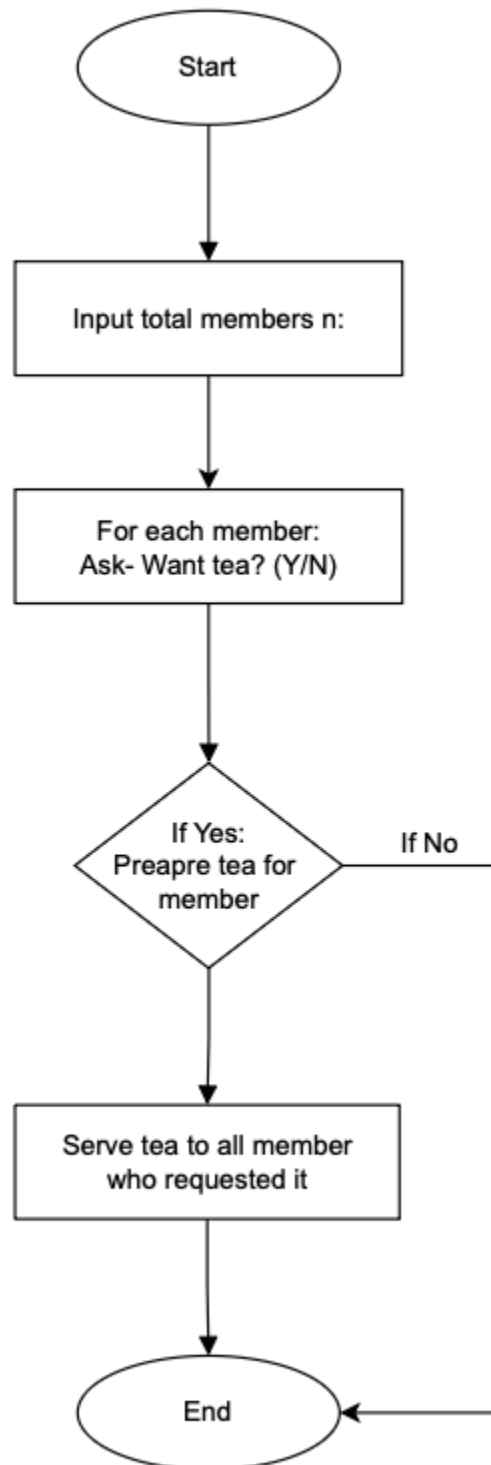 Start
Input total members n:
For each member:
Ask- Want tea? (Y/N)
If Yes:
Preapre tea for
member
If No
Serve tea to all member
who requested it
End